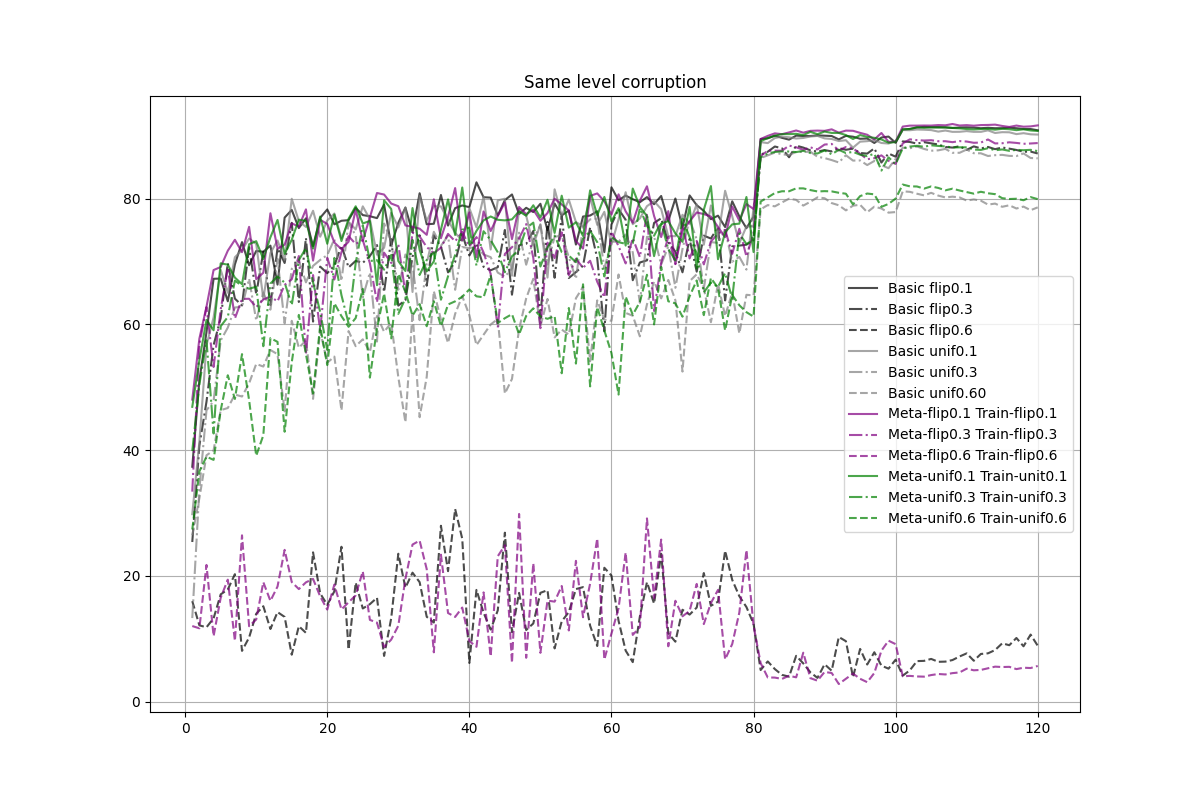 Same level corruption
80
60
40
20
0
0 20 40 60 80 100 120
Basic flip0.1
Basic flip0.3
Basic flip0.6
Basic unif0.1
Basic unif0.3
Basic unif0.60
Meta-flip0.1 Train-flip0.1
Meta-flip0.3 Train-flip0.3
Meta-flip0.6 Train-flip0.6
Meta-unif0.1 Train-unit0.1
Meta-unif0.3 Train-unif0.3
Meta-unif0.6 Train-unif0.6